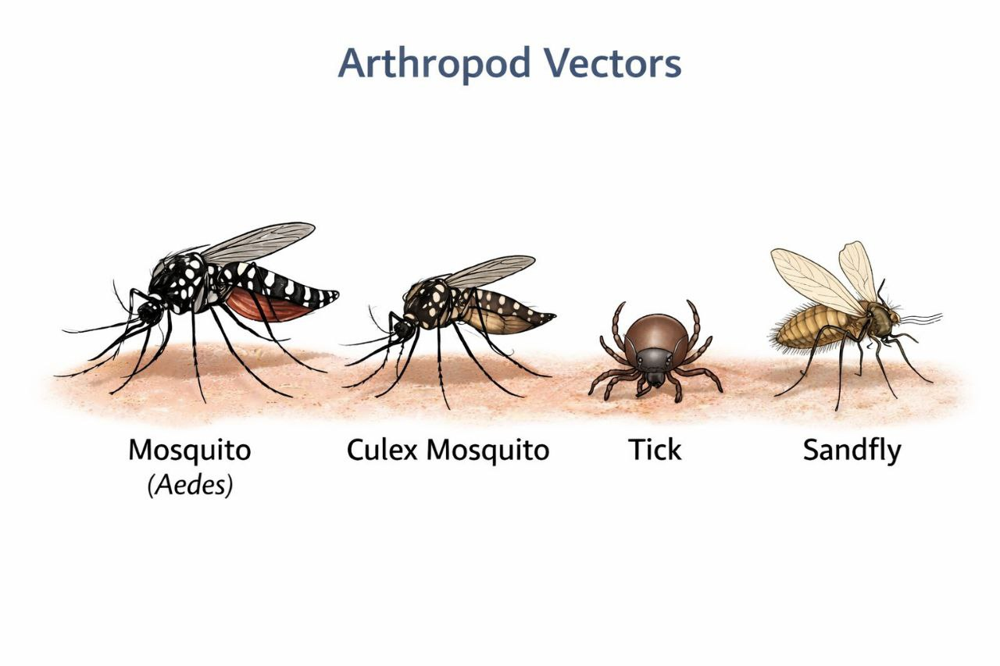 Arthropod Vectors
Mosquito
(Aedes)
Culex Mosquito
Tick
Sandfly